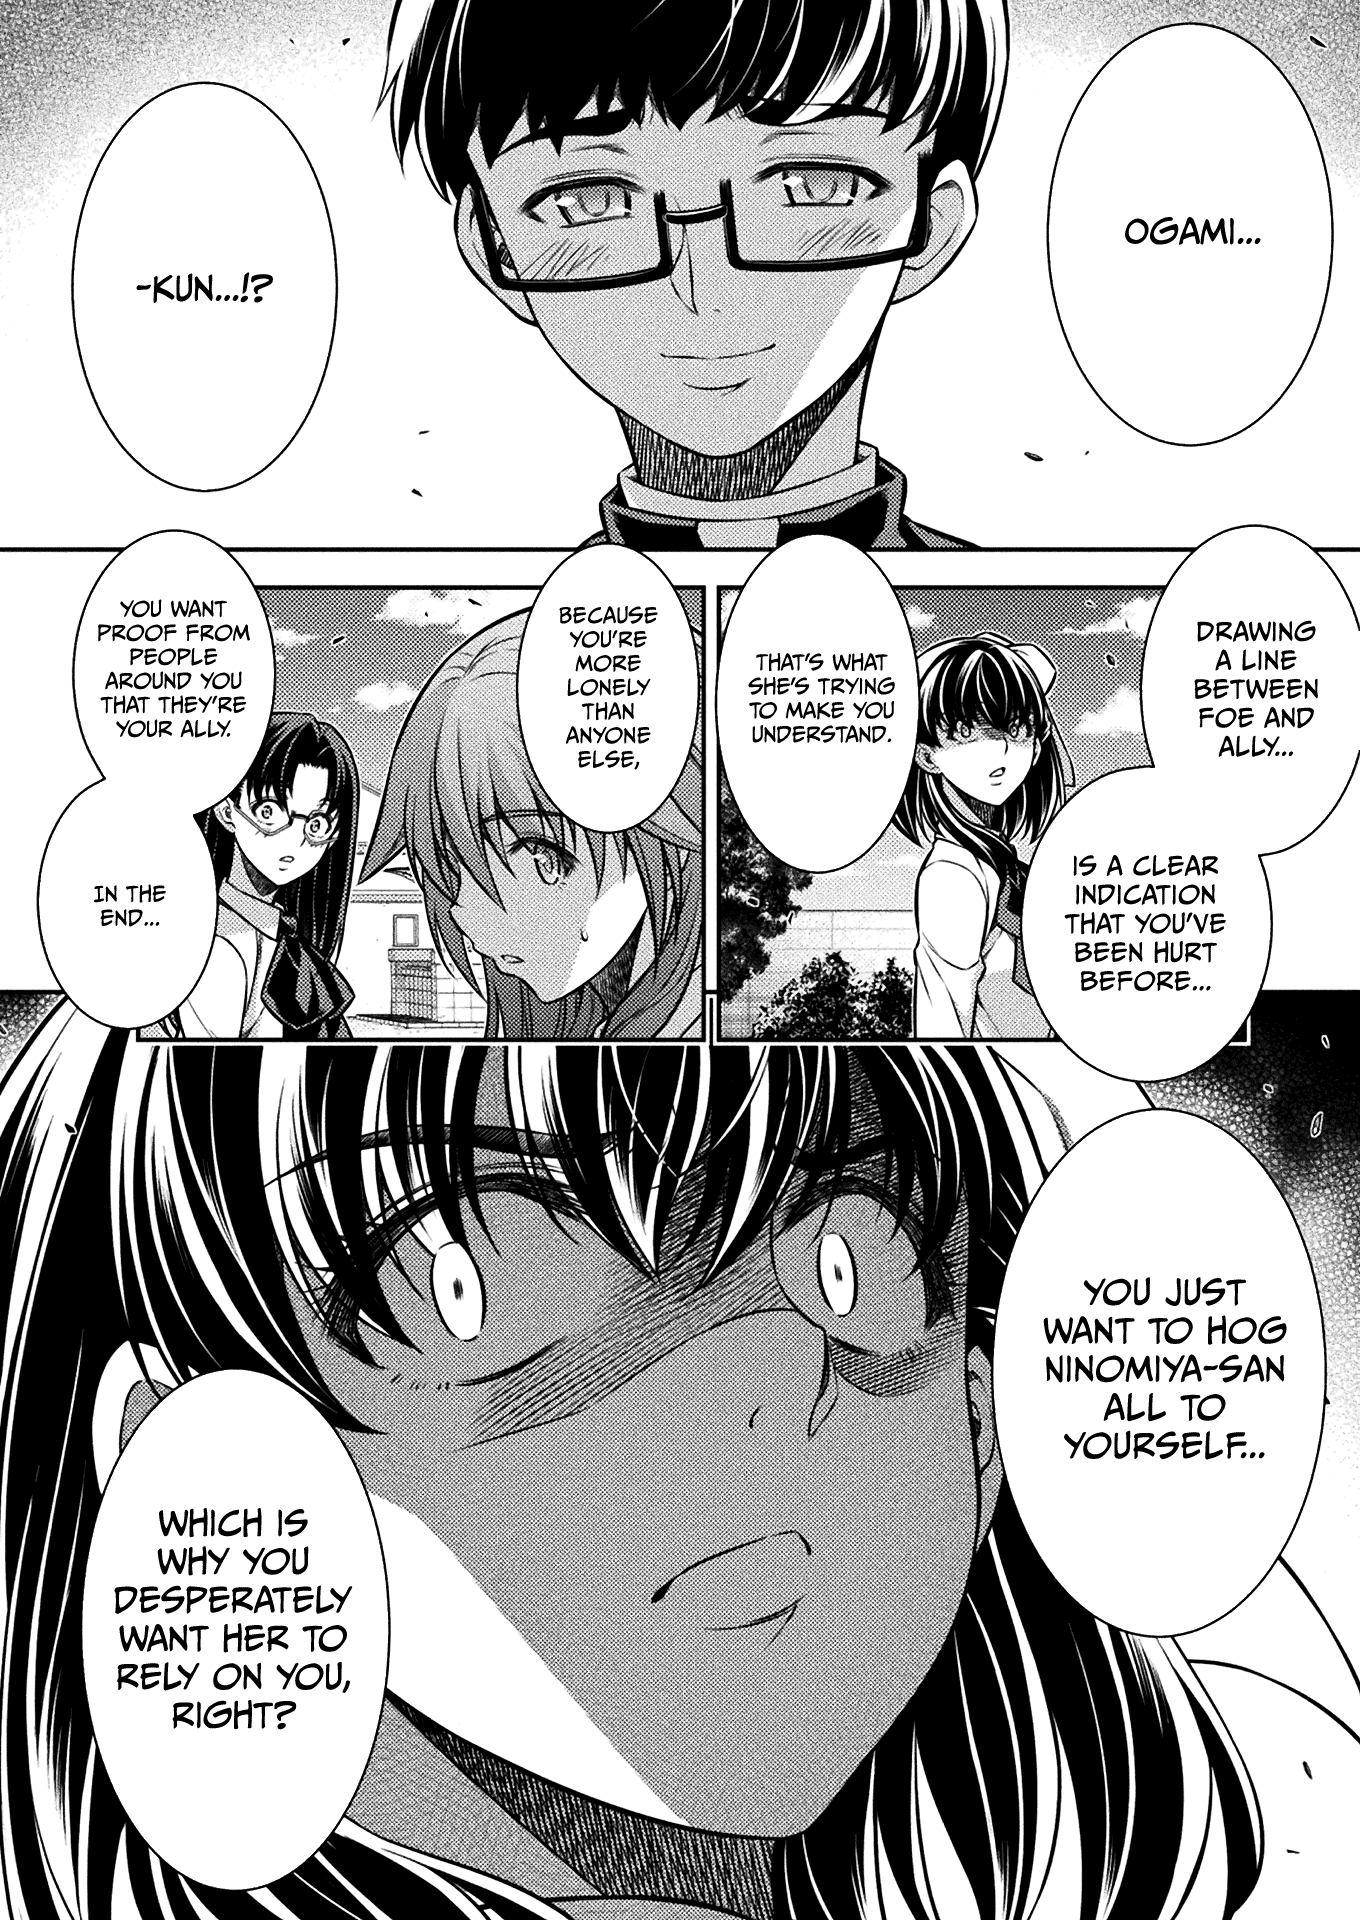 OGAMI...
-KUN...!?
DRAWING
A LINE
BETWEEN
FOE AND
ALLY...
IS A CLEAR
INDICATION
THAT YOU'VE
BEEN HURT
BEFORE...
THAT'S WHAT
SHE'S TRYING
TO MAKE YOU
UNDERSTAND.
BECAUSE
YOU'RE
MORE
LONELY
THAN
ANYONE
ELSE,
YOU WANT
PROOF FROM
PEOPLE
AROUND YOU
THAT THEY'RE
YOUR ALLY.
IN THE
END...
YOU JUST
WANT TO HOG
NINOMIYA-SAN
ALL TO
YOURSELF...
WHICH IS
WHY YOU
DESPERATELY
WANT HER TO
RELY ON YOU,
RIGHT?